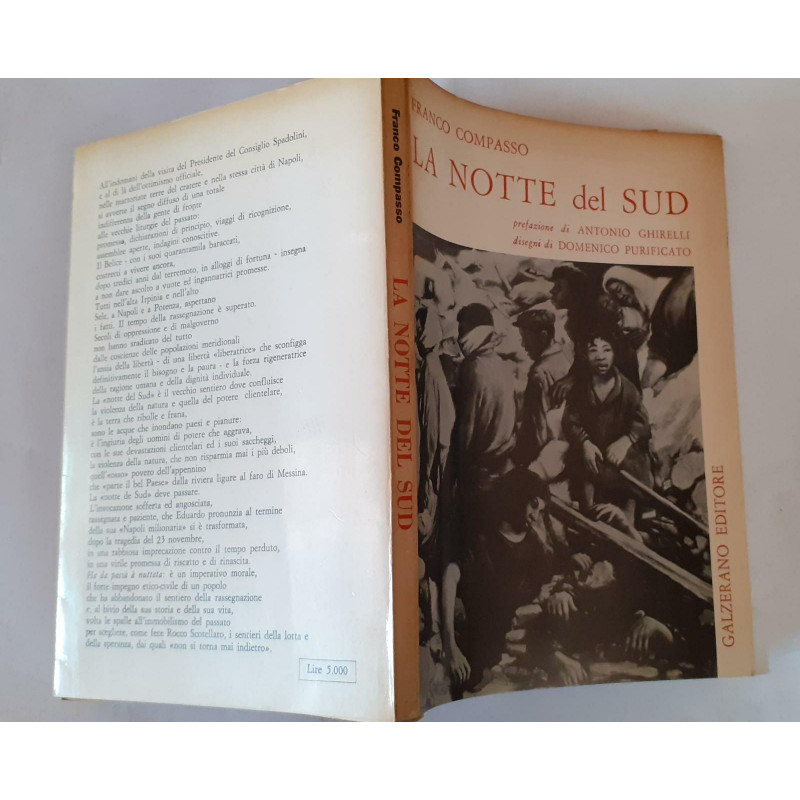 All'indomani della visita del Presidente del Consiglio Spadolini,
e al di là dell'ottimismo ufficiale,
nelle martoriate terre del cratere e nella stessa città di Napoli,
si avverte il segno diffuso di una totale
indifferenza della gente di fronte
alle vecchie liturgie del passato:
promesse, dichiarazioni di principio, viaggi di ricognizione,
assemblee aperte, indagini conoscitive.
Il Belice - con i suoi quarantamila baraccati,
costretti a vivere ancora,
dopo tredici anni dal terremoto, in alloggi di fortuna - insegna
a non dare ascolto a vuote ed ingannatrici promesse.
Tutti nell'alta Irpinia e nell'alto
Sele, a Napoli e a Potenza, aspettano
i fatti. Il tempo della rassegnazione è superato.
Secoli di oppressione e di malgoverno
non hanno sradicato del tutto
dalle coscienze delle popolazioni meridionali
l'ansia della libertà - di una libertà «liberatrice» che sconfigga
definitivamente il bisogno e la paura - e la forza rigeneratrice
della ragione umana e della dignità individuale.
La «notte del Sud» è il vecchio sentiero dove confluisce
la violenza della natura e quella del potere clientelare,
è la terra che ribolle e frana,
sono le acque che inondano paesi e pianure:
è l'ingiuria degli uomini di potere che aggrava,
con le sue devastazioni clientelari ed i suoi saccheggi,
la violenza della natura, che non risparmia mai i più deboli,
quell'«osso» povero dell'appennino
che «parte il bel Paese» dalla riviera ligure al faro di Messina.
La «notte de Sud» deve passare.
L'invocazione sofferta ed angosciata,
rassegnata e paziente, che Eduardo pronunzia al termine
della sua «Napoli milionaria» si è trasformata,
dopo la tragedia del 23 novembre,
in una rabbiosa imprecazione contro il tempo perduto,
in una virile promessa di riscatto e di rinascita.
Ha da passà á nuttata: è un imperativo morale,
il forte impegno etico-civile di un popolo
che ha abbandonato il sentiero della rassegnazione
e, al bivio della sua storia e della sua vita,
volta le spalle all'immobilismo del passato
per scegliere, come fece Rocco Scotellaro, i sentieri della lotta e
della speranza, dai quali «non si torna mai indietro».
Lire 5.000
Franco Compasso
LA NOTTE DEL SUD
FRANCO COMPASSO
LA NOTTE del SUD
prefazione di ANTONIO GHIRELLI
disegni di DOMENICO PURIFICATO
GALZERANO EDITORE